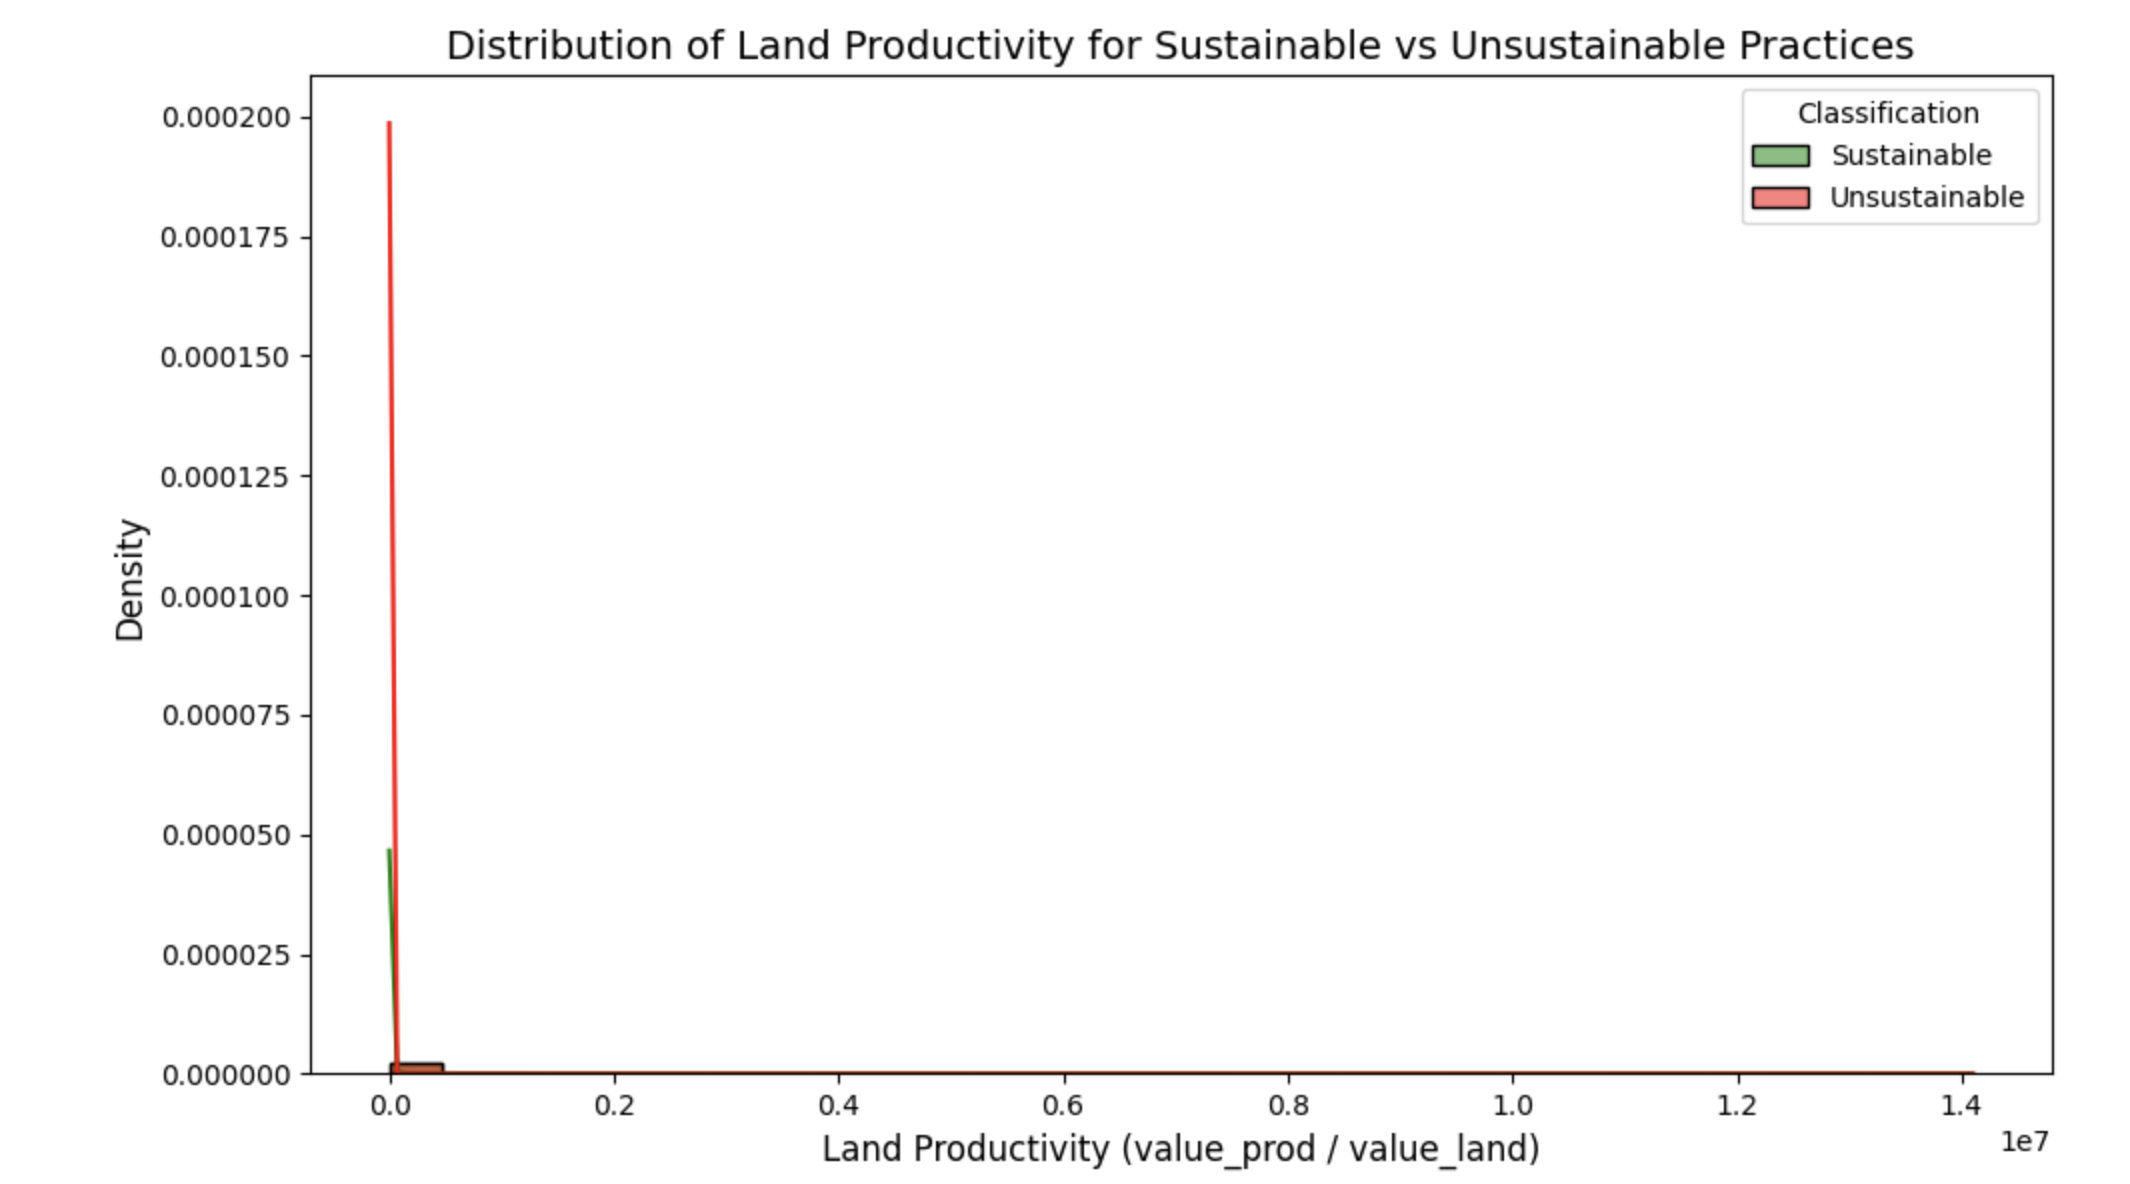 Distribution of Land Productivity for Sustainable vs Unsustainable Practices
Classification
Sustainable
Unsustainable
Density
0.000200
0.000175
0.000150
0.000125
0.000100
0.000075
0.000050
0.000025
0.000000
0.0 0.2 0.4 0.6 0.8 1.0 1.2 1.4
1e7
Land Productivity (value_prod / value_land)